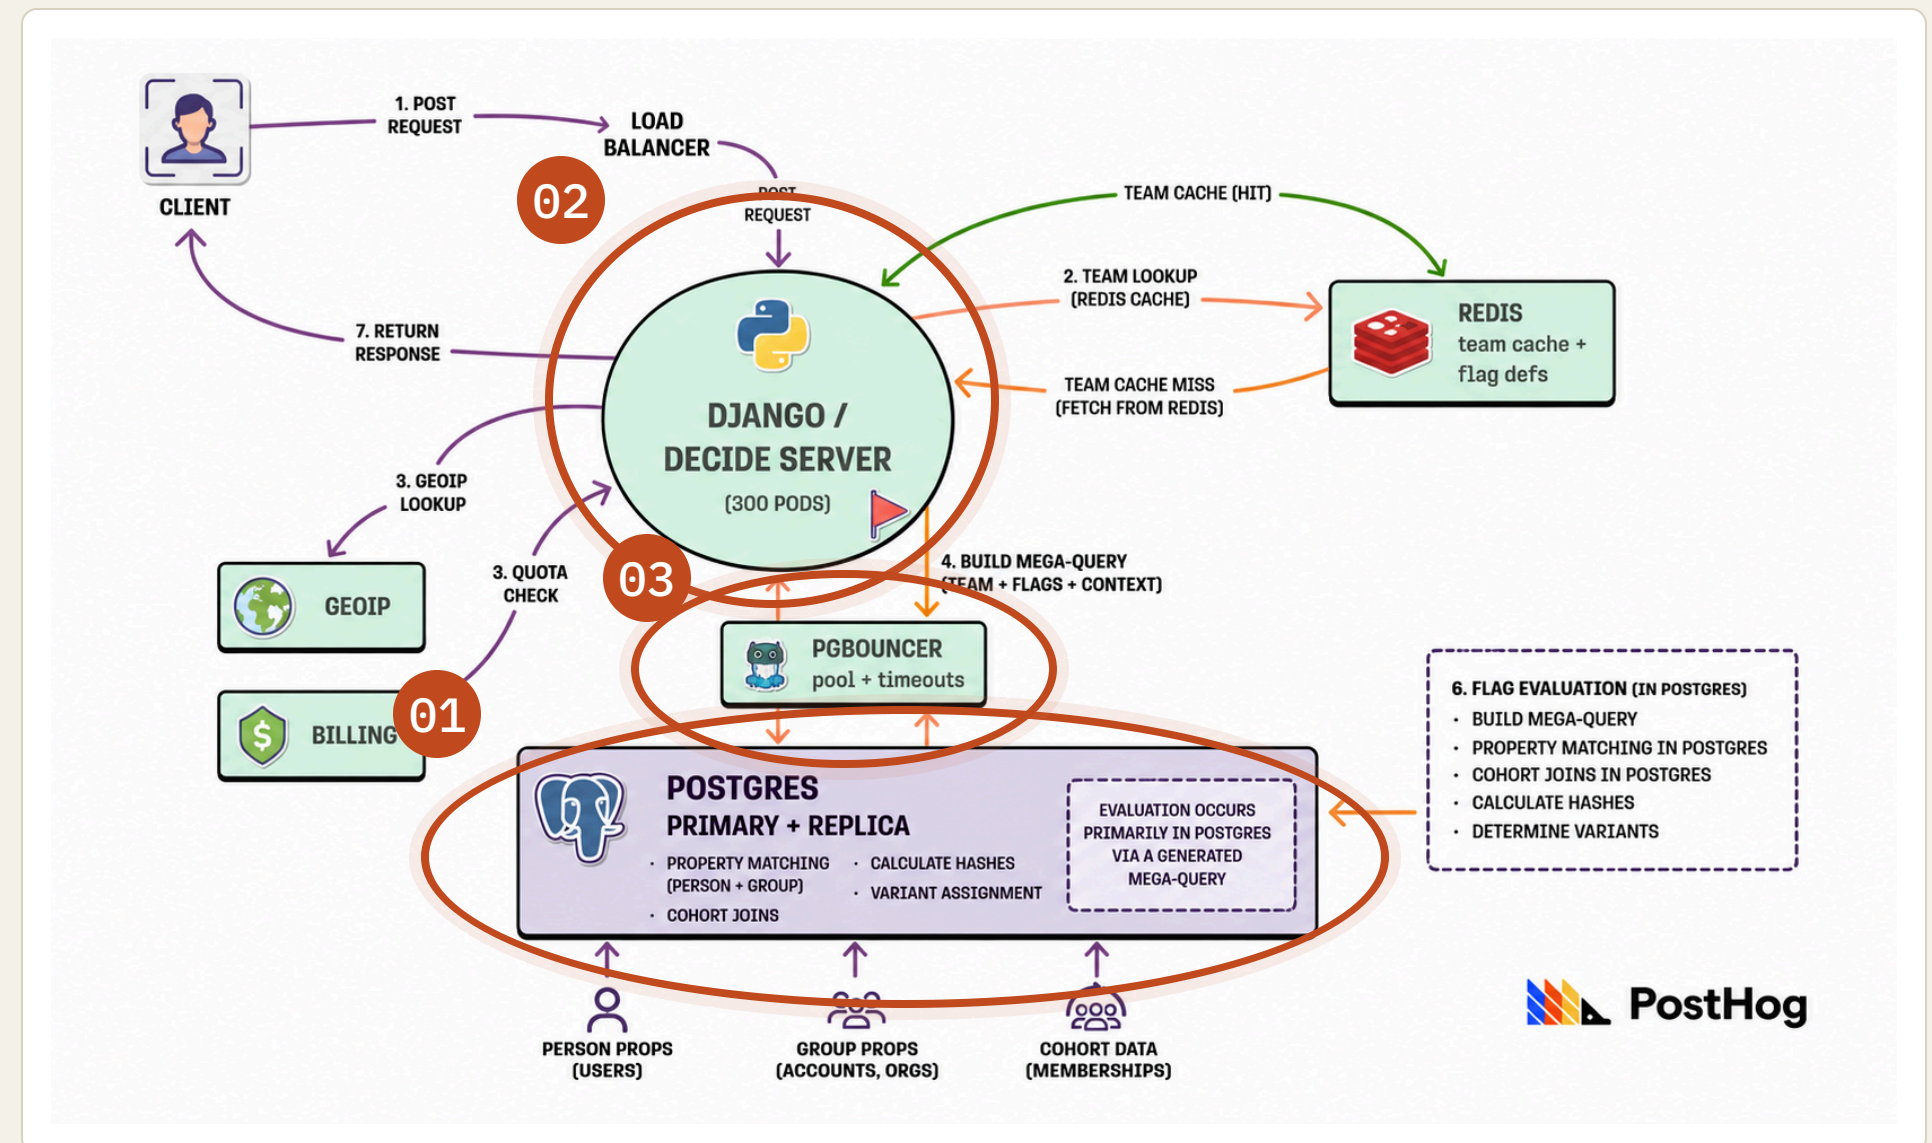 1. POST
REQUEST
LOAD
BALANCER
CLIENT
02
POST
REQUEST
TEAM CACHE (HIT)
2. TEAM LOOKUP
(REDIS CACHE)
REDIS
team cache +
flag defs
7. RETURN
RESPONSE
TEAM CACHE MISS
(FETCH FROM REDIS)
DJANGO /
DECIDE SERVER
(300 PODS)
3. GEOIP
LOOKUP
GEOIP
3. QUOTA
CHECK
03
4. BUILD MEGA-QUERY
(TEAM + FLAGS + CONTEXT)
PGBOUNCER
pool + timeouts
BILLING
01
6. FLAG EVALUATION (IN POSTGRES)
· BUILD MEGA-QUERY
· PROPERTY MATCHING IN POSTGRES
· COHORT JOINS IN POSTGRES
· CALCULATE HASHES
· DETERMINE VARIANTS
POSTGRES
PRIMARY + REPLICA
· PROPERTY MATCHING
(PERSON + GROUP)
· COHORT JOINS
· CALCULATE HASHES
· VARIANT ASSIGNMENT
EVALUATION OCCURS
PRIMARILY IN POSTGRES
VIA A GENERATED
MEGA-QUERY
PERSON PROPS
(USERS)
GROUP PROPS
(ACCOUNTS, ORGS)
COHORT DATA
(MEMBERSHIPS)
PostHog